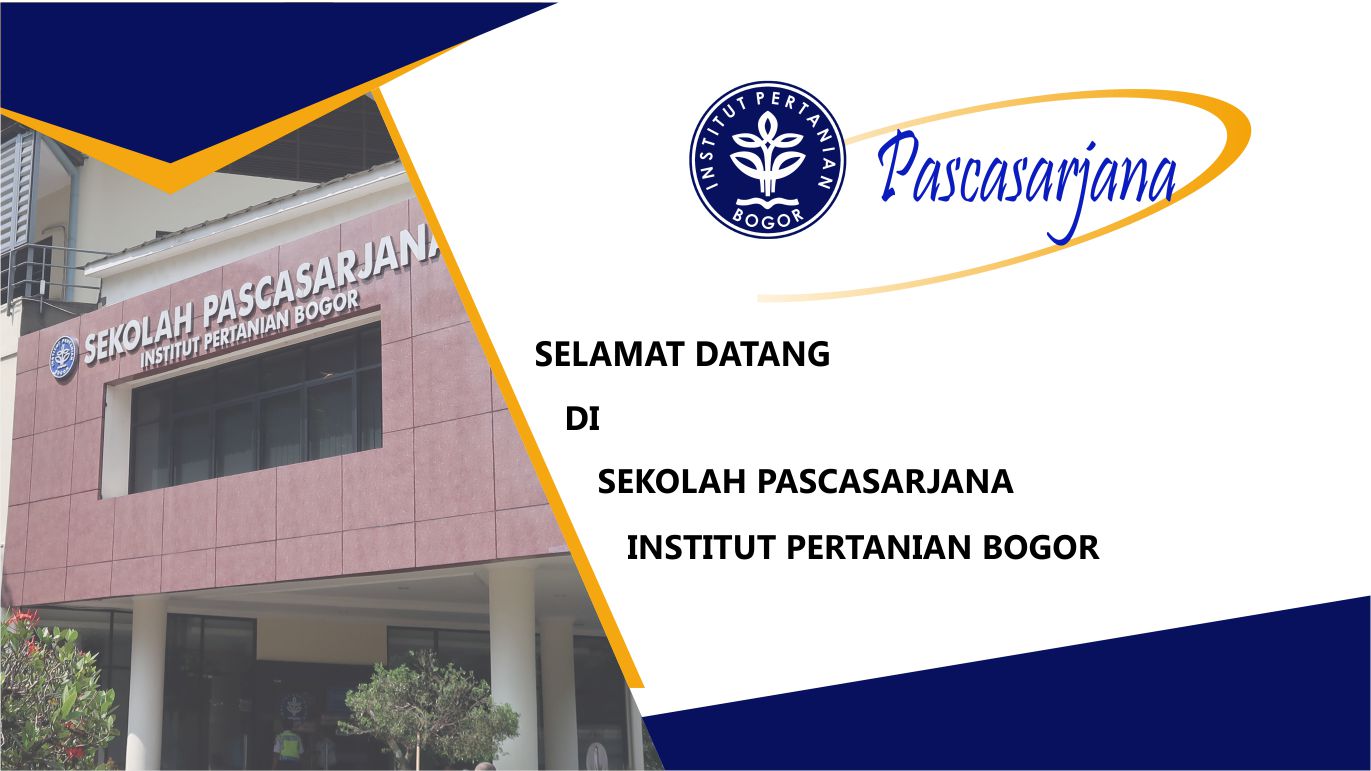 INSTITUT PERTANIAN
BOGOR
Pascasarjana
SEKOLAH PASCASARJANA
INSTITUT PERTANIAN BOGOR
SELAMAT DATANG
DI
SEKOLAH PASCASARJANA
INSTITUT PERTANIAN BOGOR